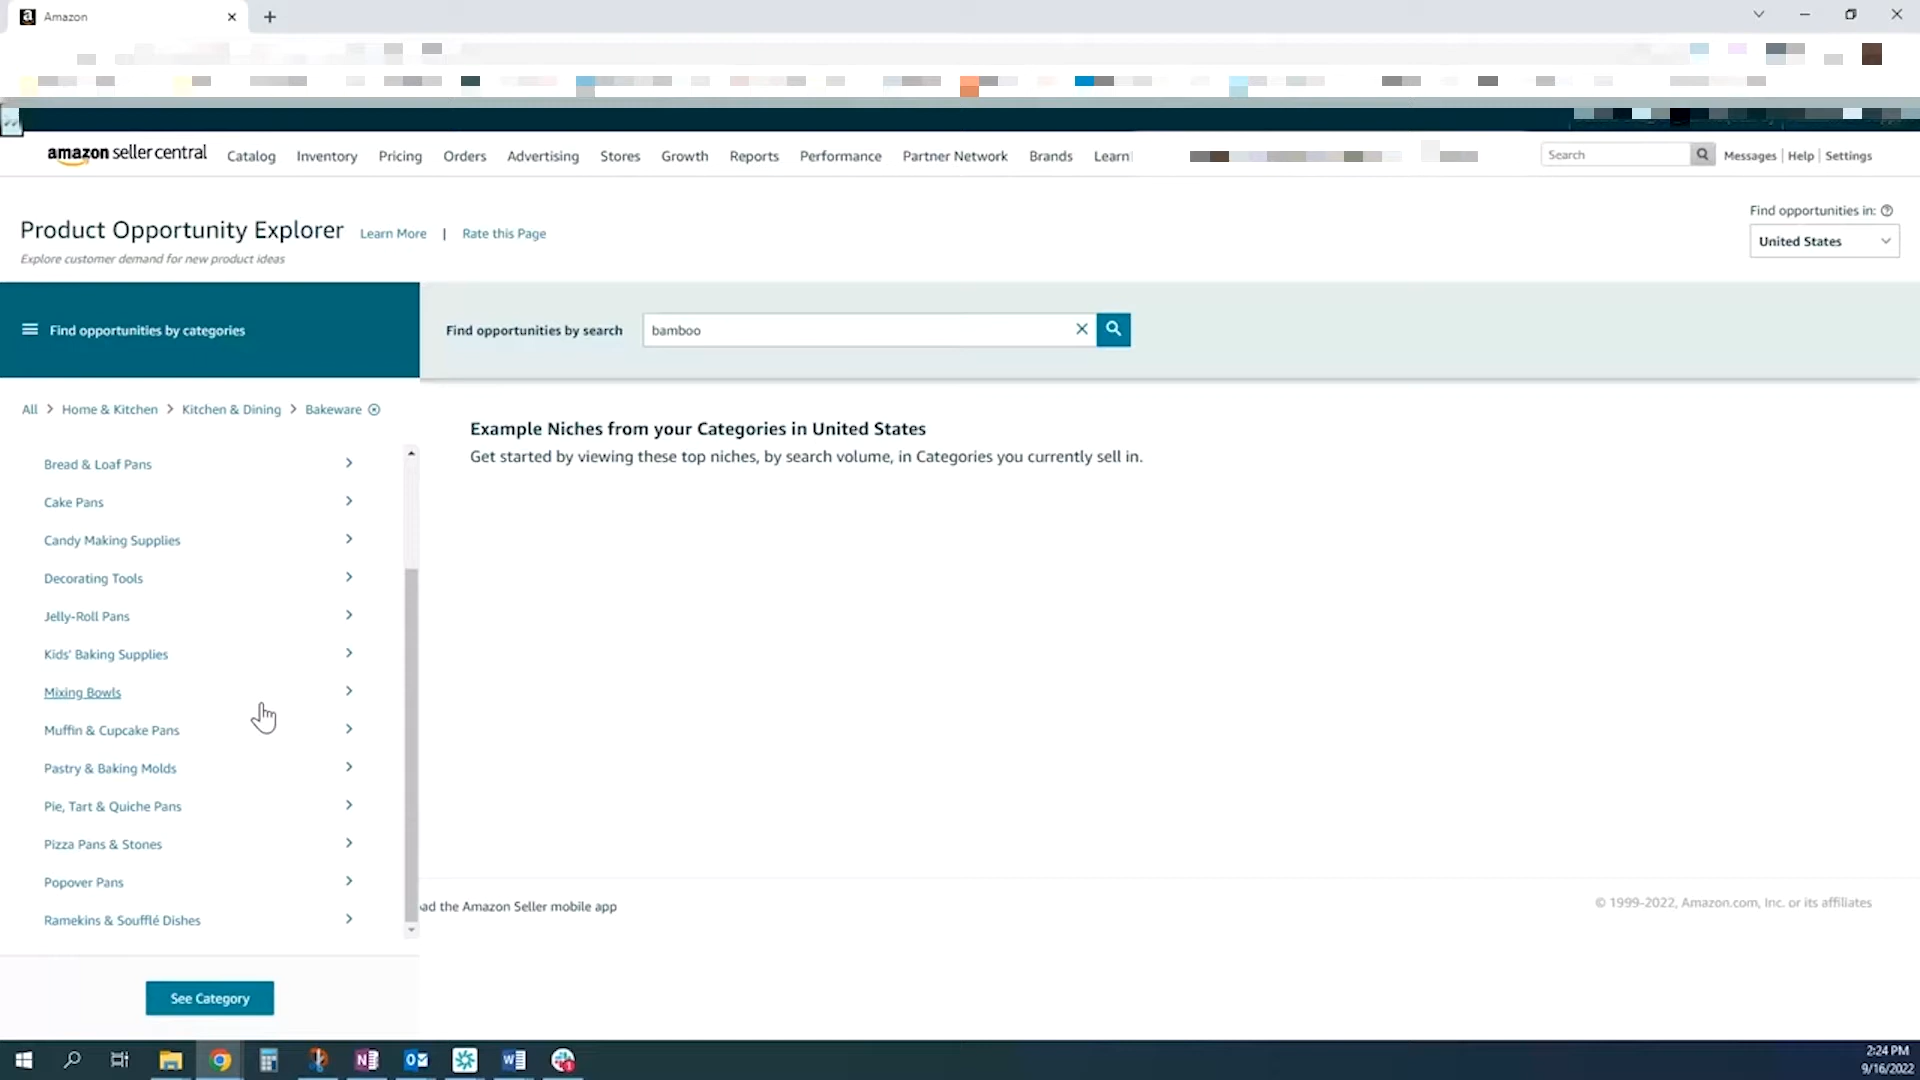 Amazon
amazon seller central Catalog Inventory Pricing Orders Advertising Stores Growth Reports Performance Partner Network Brands Learn Search Messages | Help | Settings
Product Opportunity Explorer Learn More | Rate this Page
Explore customer demand for new product ideas
Find opportunities in:
United States
Find opportunities by categories
Find opportunities by search bamboo
All > Home & Kitchen > Kitchen & Dining > Bakeware
Example Niches from your Categories in United States
Get started by viewing these top niches, by search volume, in Categories you currently sell in.
Bread & Loaf Pans
Cake Pans
Candy Making Supplies
Decorating Tools
Jelly-Roll Pans
Kids' Baking Supplies
Mixing Bowls
Muffin & Cupcake Pans
Pastry & Baking Molds
Pie, Tart & Quiche Pans
Pizza Pans & Stones
Popover Pans
Ramekins & Soufflé Dishes
ad the Amazon Seller mobile app
© 1999-2022, Amazon.com, Inc. or its affiliates
See Category
2:24 PM
9/16/2022